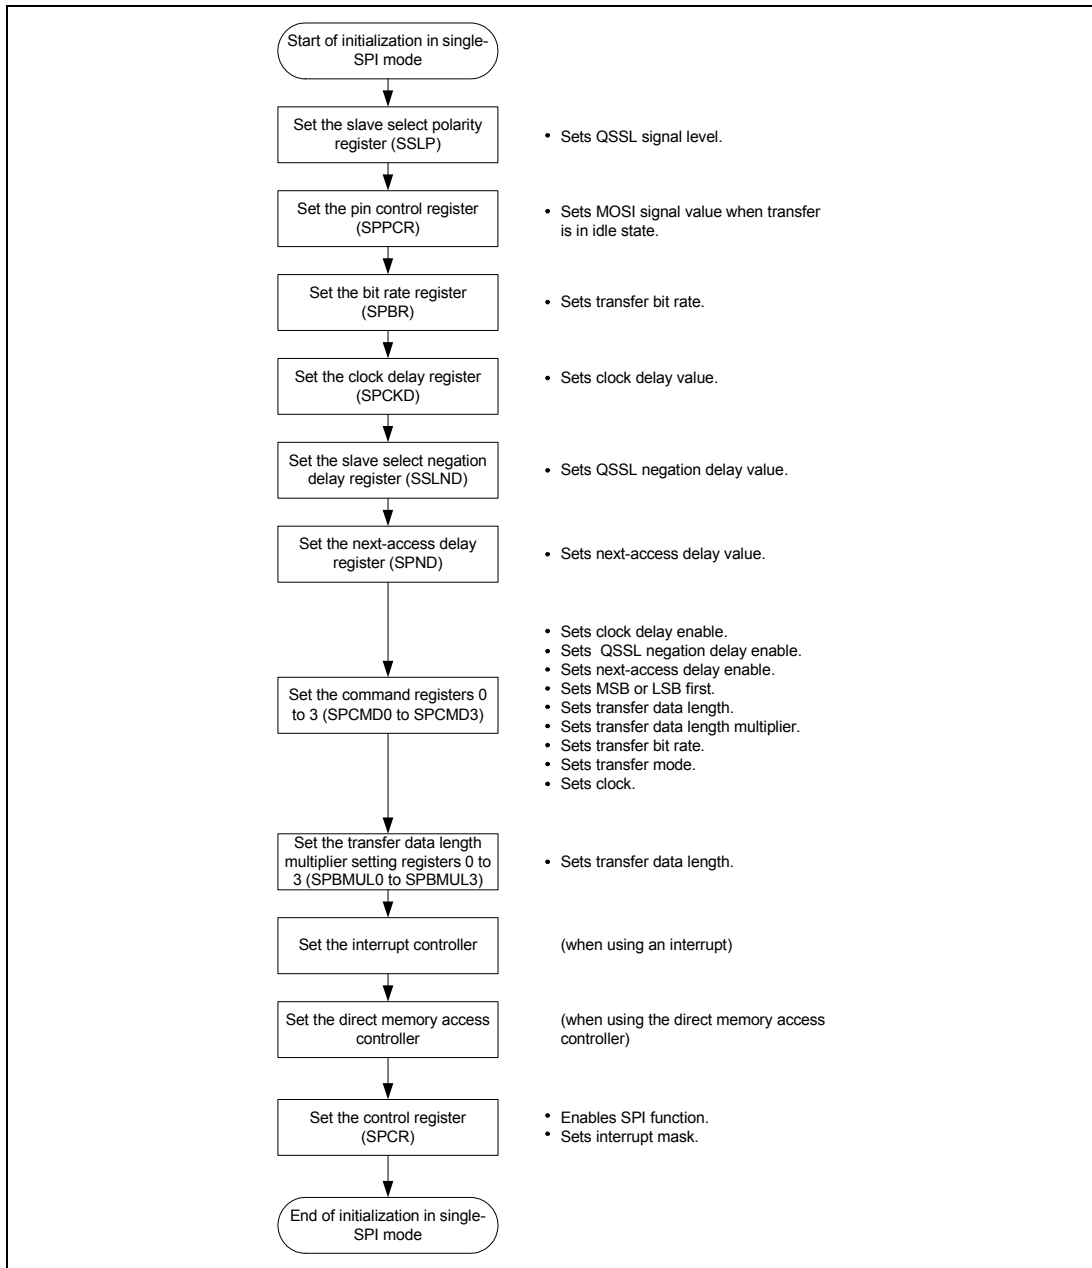 Start of initialization in single-
SPI mode
Set the slave select polarity
register (SSLP)
• Sets QSSL signal level.
Set the pin control register
(SPPCR)
• Sets MOSI signal value when transfer
is in idle state.
Set the bit rate register
(SPBR)
• Sets transfer bit rate.
Set the clock delay register
(SPCKD)
• Sets clock delay value.
Set the slave select negation
delay register (SSLND)
• Sets QSSL negation delay value.
Set the next-access delay
register (SPND)
• Sets next-access delay value.
Set the command registers 0
to 3 (SPCMD0 to SPCMD3)
• Sets clock delay enable.
• Sets QSSL negation delay enable.
• Sets next-access delay enable.
• Sets MSB or LSB first.
• Sets transfer data length.
• Sets transfer data length multiplier.
• Sets transfer bit rate.
• Sets transfer mode.
• Sets clock.
Set the transfer data length
multiplier setting registers 0 to
3 (SPBMUL0 to SPBMUL3)
• Sets transfer data length.
Set the interrupt controller
(when using an interrupt)
Set the direct memory access
controller
(when using the direct memory access
controller)
Set the control register
(SPCR)
• Enables SPI function.
• Sets interrupt mask.
End of initialization in single-
SPI mode